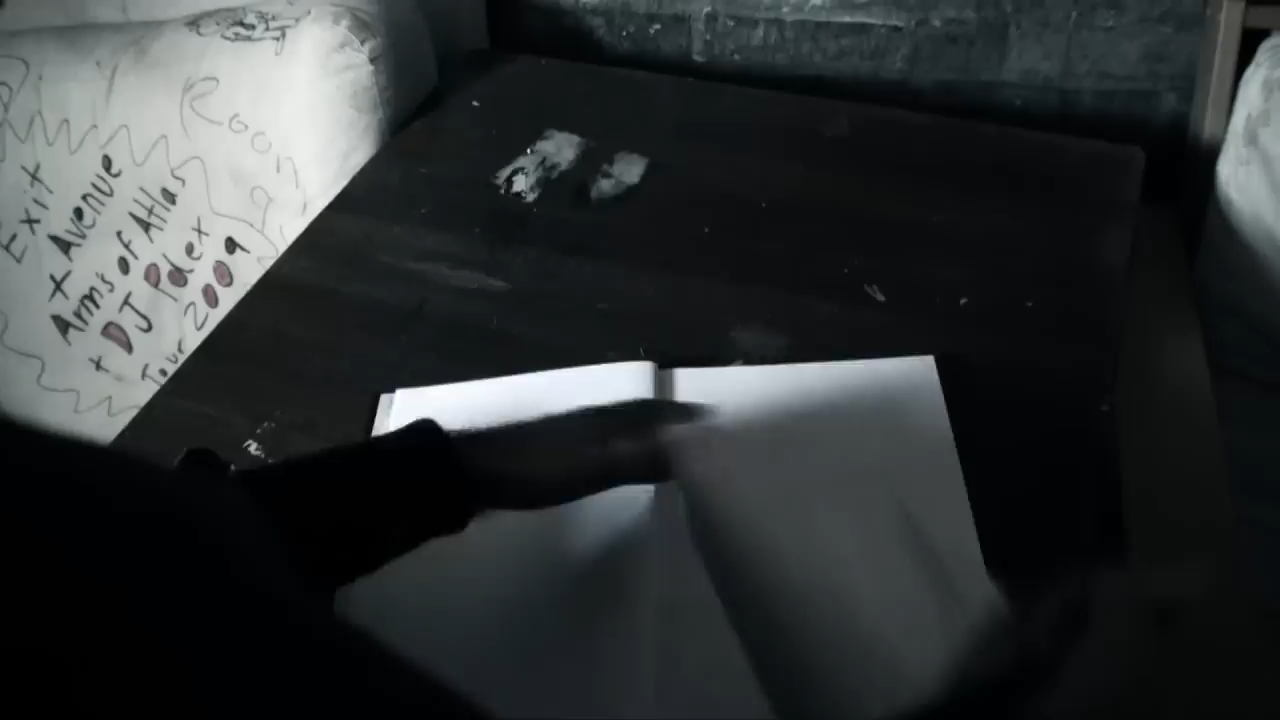 Room
Exit
+ Avenue
Arms of Atlas
+ DJ Pdex
Tour 2009